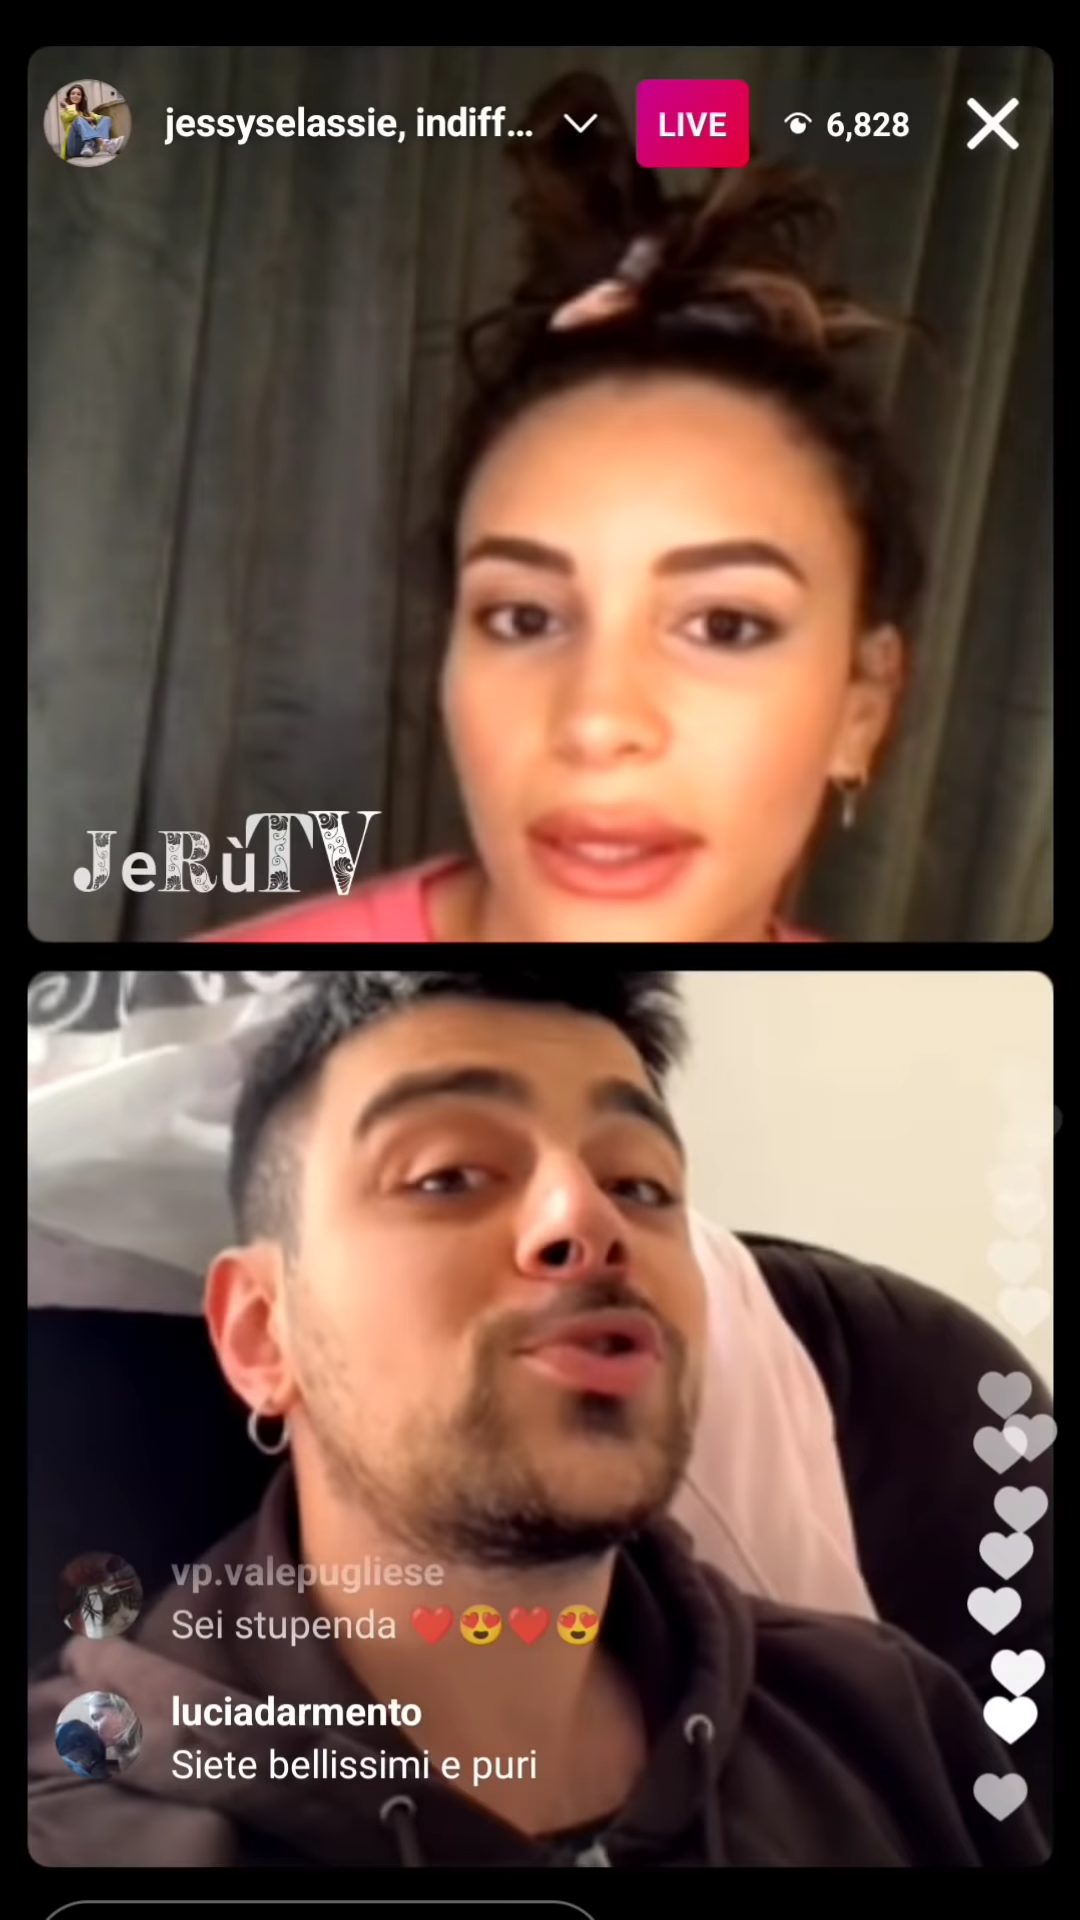 jessyselassie, indiff...
LIVE
6,828
JeRùTV
vp.valepugliese
Sei stupenda ❤️😍❤️😍
luciadarmento
Siete bellissimi e puri